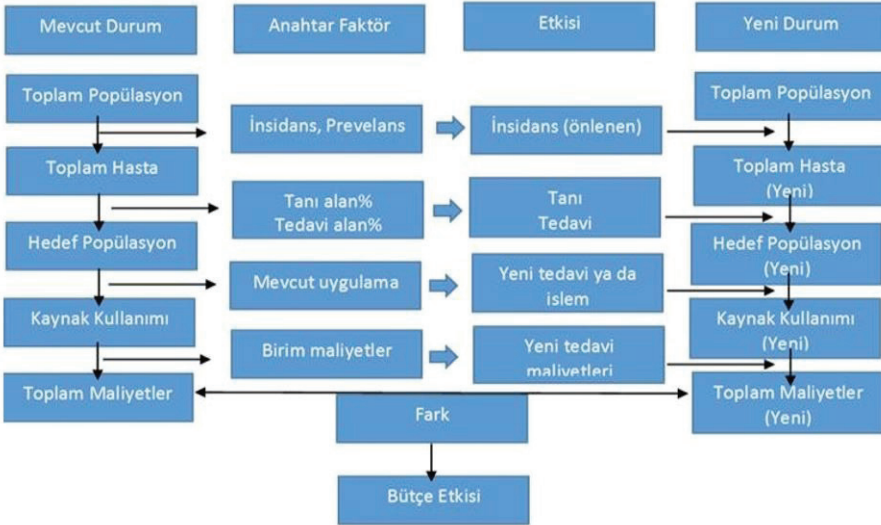 Mevcut Durum
Anahtar Faktör
Etkisi
Yeni Durum
Toplam Popülasyon
Toplam Popülasyon
İnsidans, Prevelans
İnsidans (önlenen)
Toplam Hasta
Toplam Hasta
(Yeni)
Tanı alan%
Tedavi alan%
Tanı
Tedavi
Hedef Popülasyon
Hedef Popülasyon
(Yeni)
Mevcut uygulama
Yeni tedavi ya da
islem
Kaynak Kullanımı
Kaynak Kullanımı
(Yeni)
Birim maliyetler
Yeni tedavi
maliyetleri
Toplam Maliyetler
Toplam Maliyetler
(Yeni)
Fark
Bütçe Etkisi